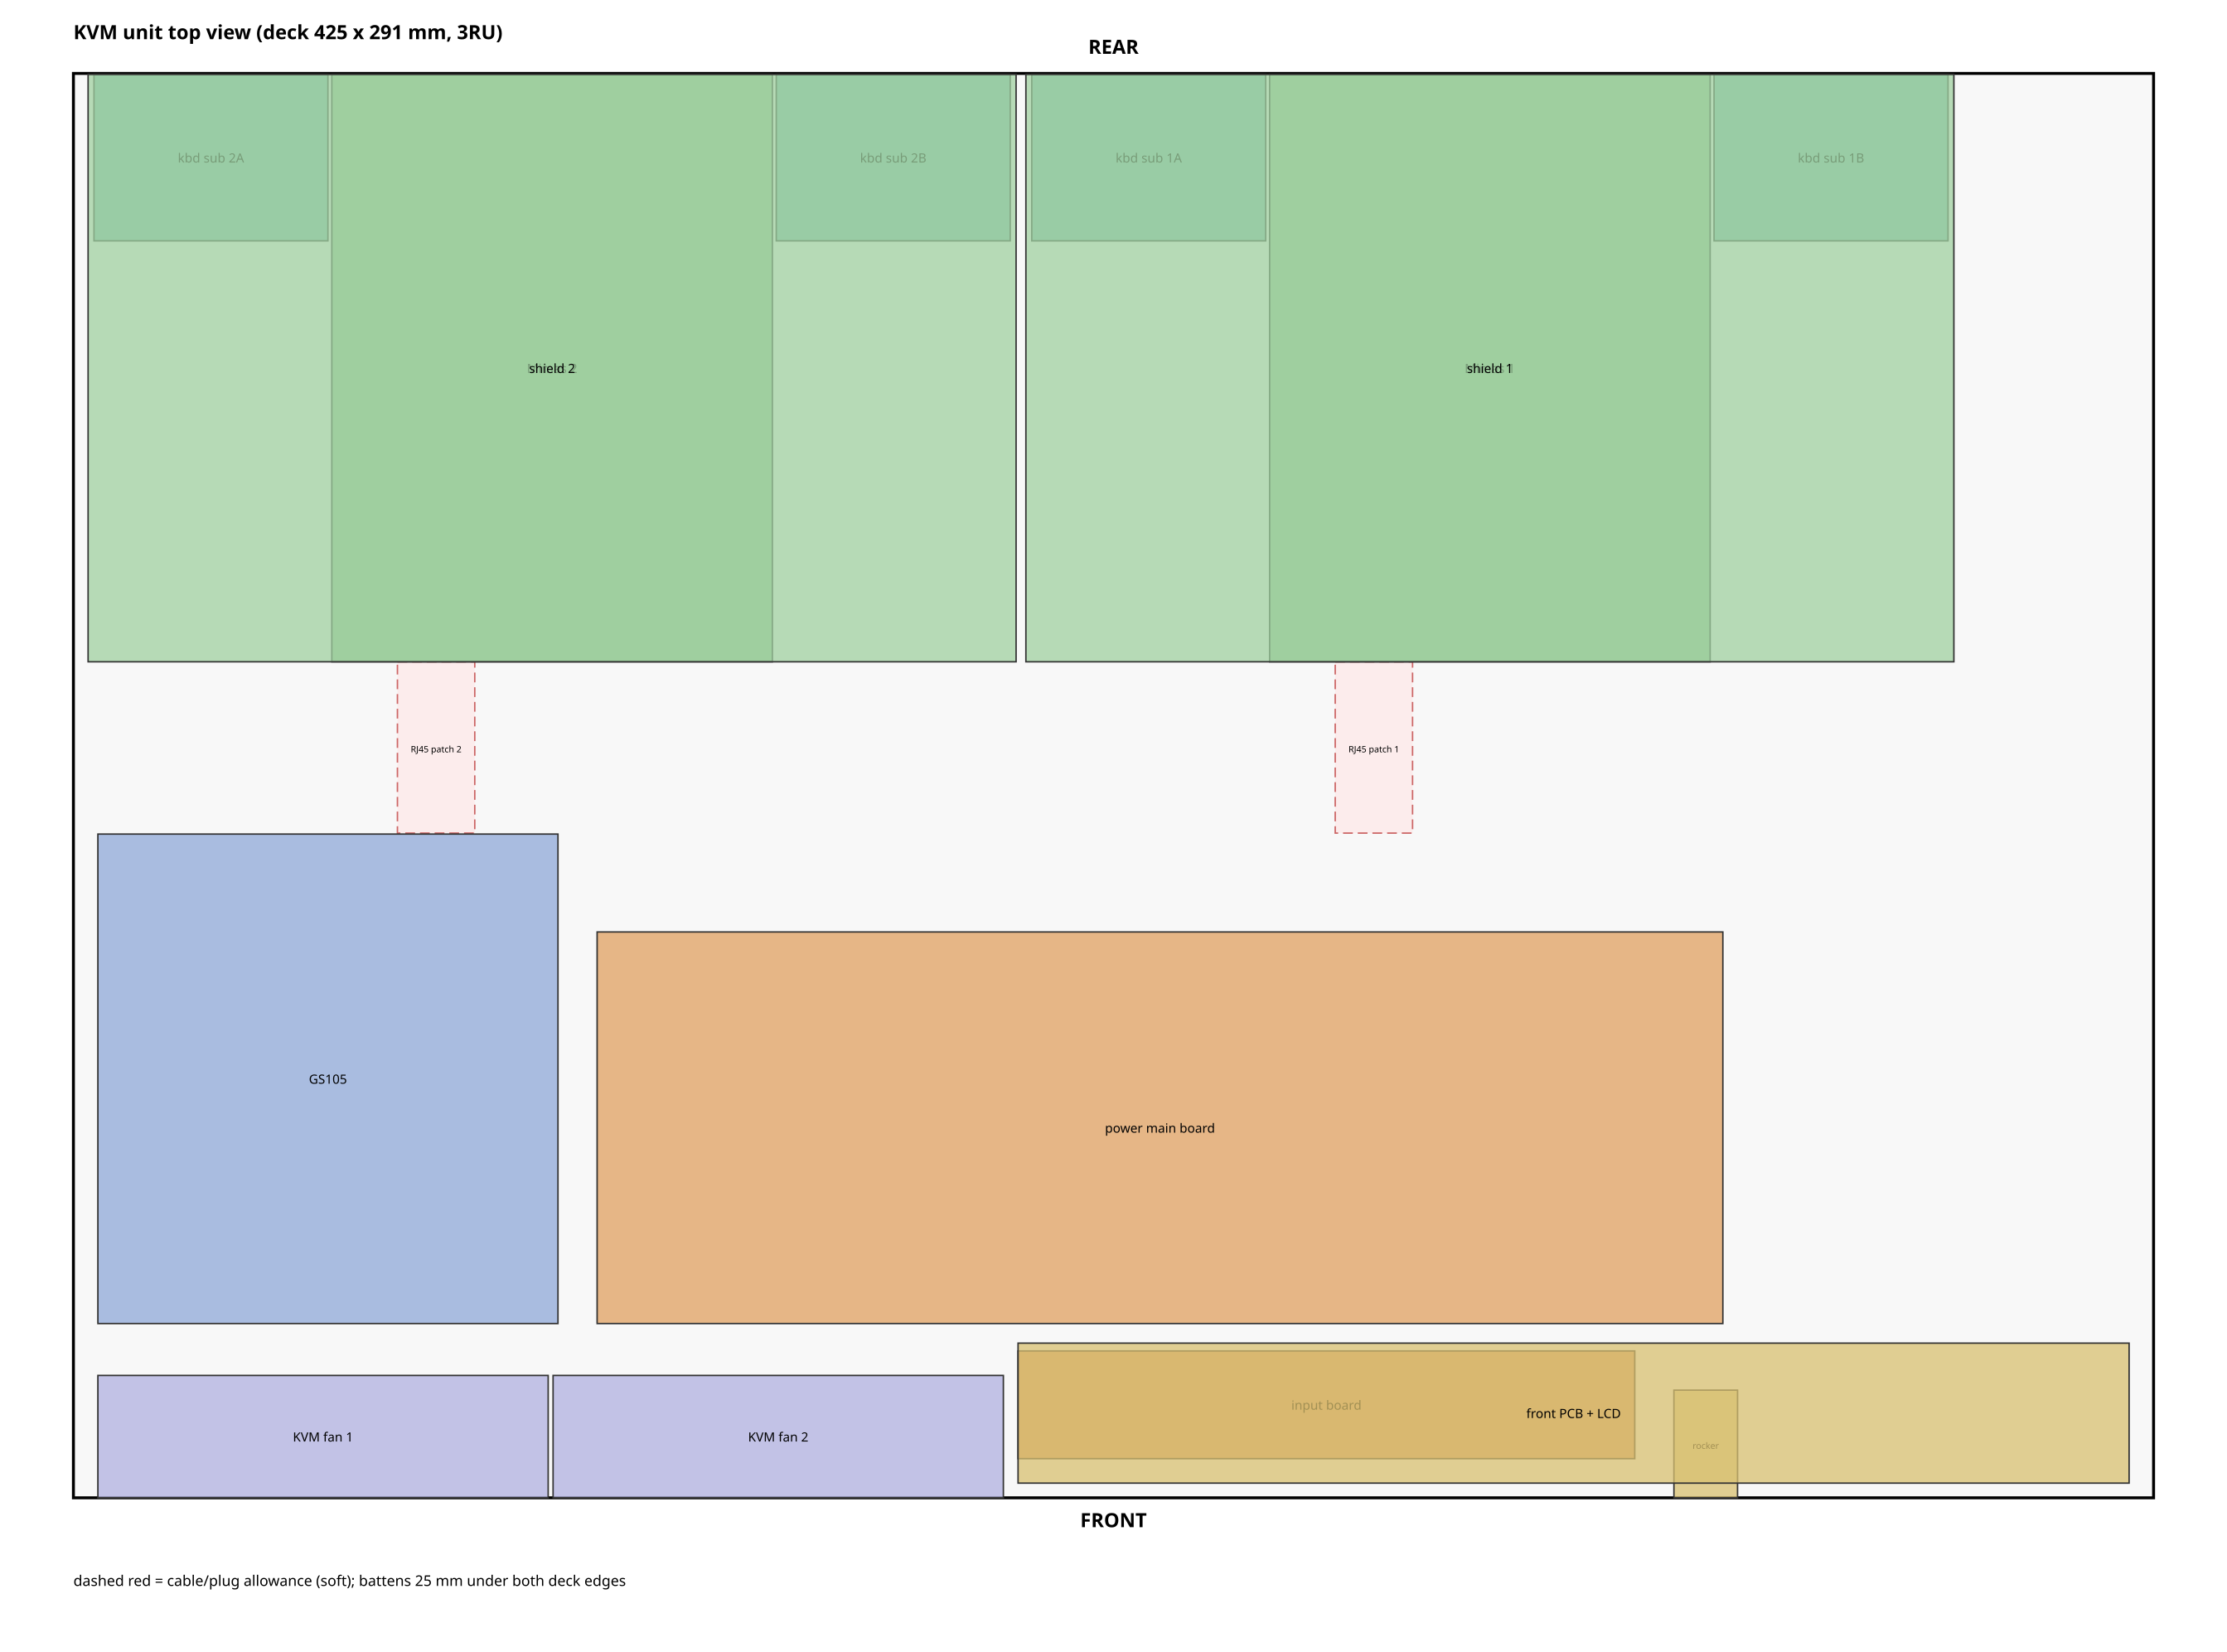 KVM unit top view (deck 425 x 291 mm, 3RU)
REAR
kbd sub 2A
kbd sub 2B
kbd sub 1A
kbd sub 1B
shield 2
shield 1
RJ45 patch 2
RJ45 patch 1
GS105
power main board
input board
front PCB + LCD
KVM fan 1
KVM fan 2
rocker
FRONT
dashed red = cable/plug allowance (soft); battens 25 mm under both deck edges